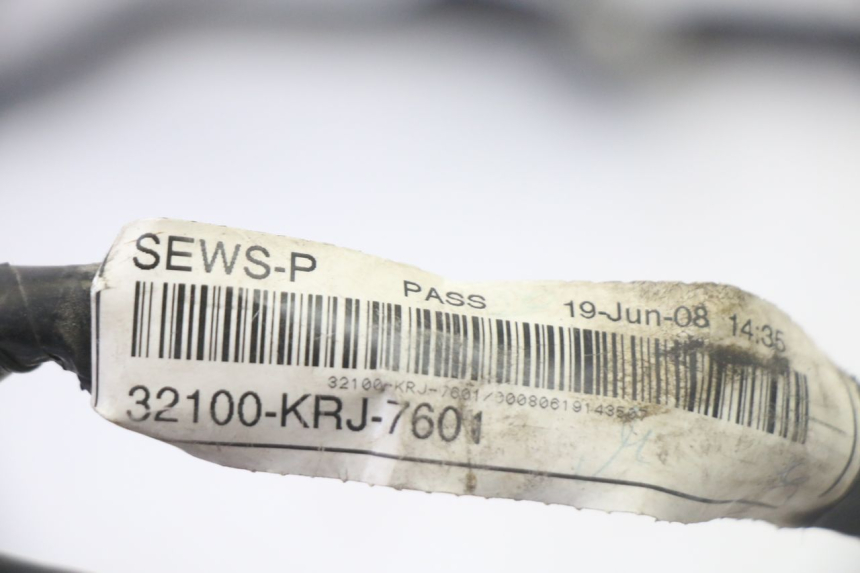 SEWS-P
PASS 19-Jun-08 14:35
32100-KRJ-7601